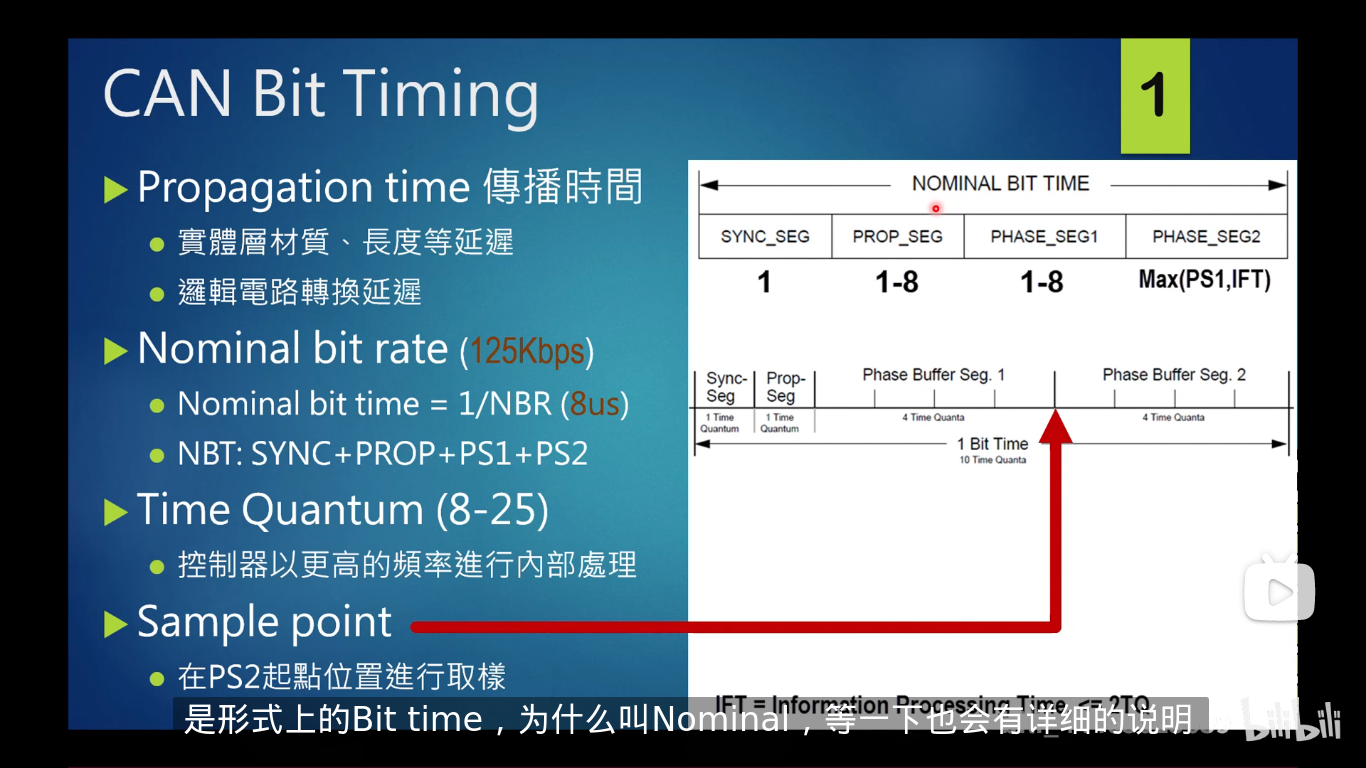 CAN Bit Timing
1
Propagation time 傳播時間
實體層材質、長度等延遲
邏輯電路轉換延遲
Nominal bit rate (125Kbps)
Nominal bit time = 1/NBR (8us)
NBT: SYNC+PROP+PS1+PS2
Time Quantum (8-25)
控制器以更高的頻率進行內部處理
Sample point
在PS2起點位置進行取樣
NOMINAL BIT TIME
SYNC_SEG PROP_SEG PHASE_SEG1 PHASE_SEG2
1 1-8 1-8 Max(PS1,IFT)
Sync-Seg Prop-Seg Phase Buffer Seg. 1 Phase Buffer Seg. 2
1 Time Quantum 1 Time Quantum 4 Time Quanta 4 Time Quanta
1 Bit Time
10 Time Quanta
IFT = Information Processing Time <= 2TQ
是形式上的Bit time，为什么叫Nominal，等一下也会有详细的说明
bilibili